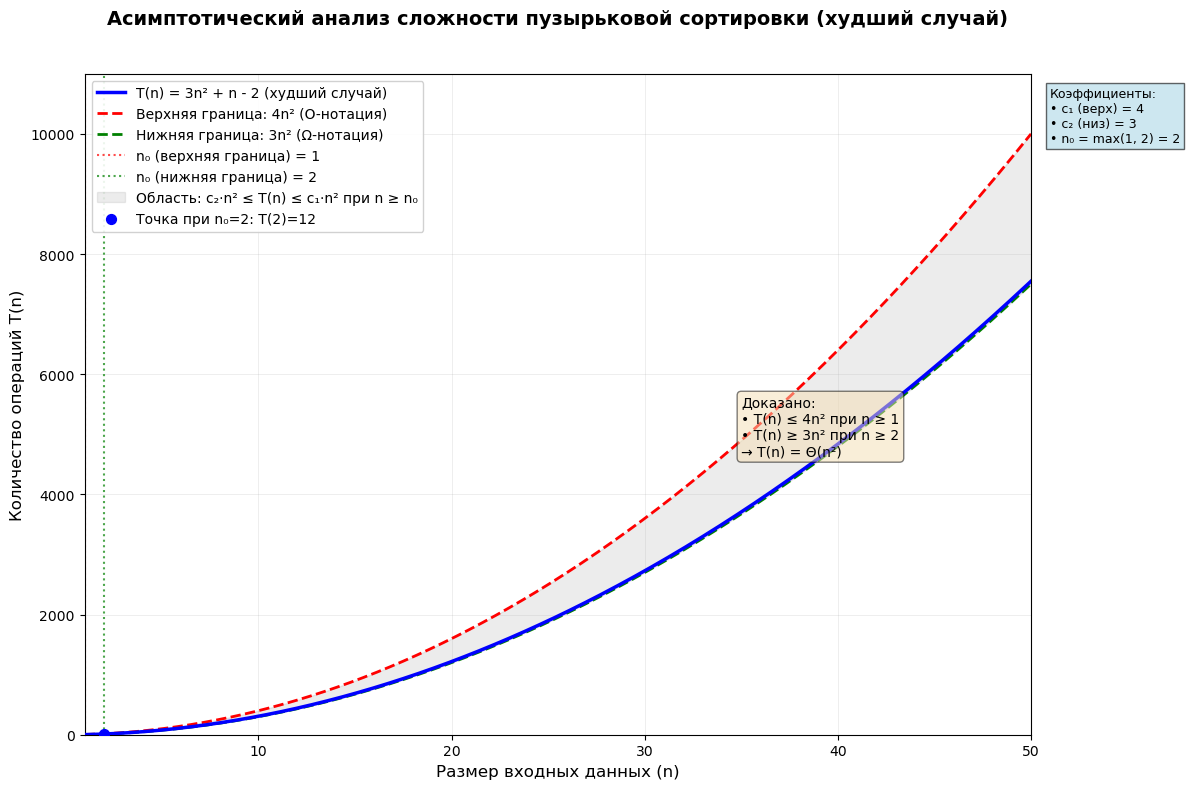 Асимптотический анализ сложности пузырьковой сортировки (худший случай)
T(n) = 3n² + n - 2 (худший случай)
Верхняя граница: 4n² (O-нотация)
Нижняя граница: 3n² (Ω-нотация)
n₀ (верхняя граница) = 1
n₀ (нижняя граница) = 2
Область: c₂·n² ≤ T(n) ≤ c₁·n² при n ≥ n₀
Точка при n₀=2: T(2)=12
Коэффициенты:
• c₁ (верх) = 4
• c₂ (низ) = 3
• n₀ = max(1, 2) = 2
Доказано:
• T(n) ≤ 4n² при n ≥ 1
• T(n) ≥ 3n² при n ≥ 2
→ T(n) = Θ(n²)
Количество операций T(n)
10000
8000
6000
4000
2000
0
10
20
30
40
50
Размер входных данных (n)